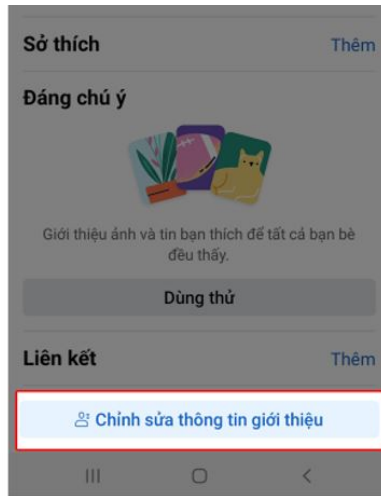 Sở thích
Thêm
Đáng chú ý
Giới thiệu ảnh và tin bạn thích để tất cả bạn bè
đều thấy.
Dùng thử
Liên kết
Thêm
Chỉnh sửa thông tin giới thiệu